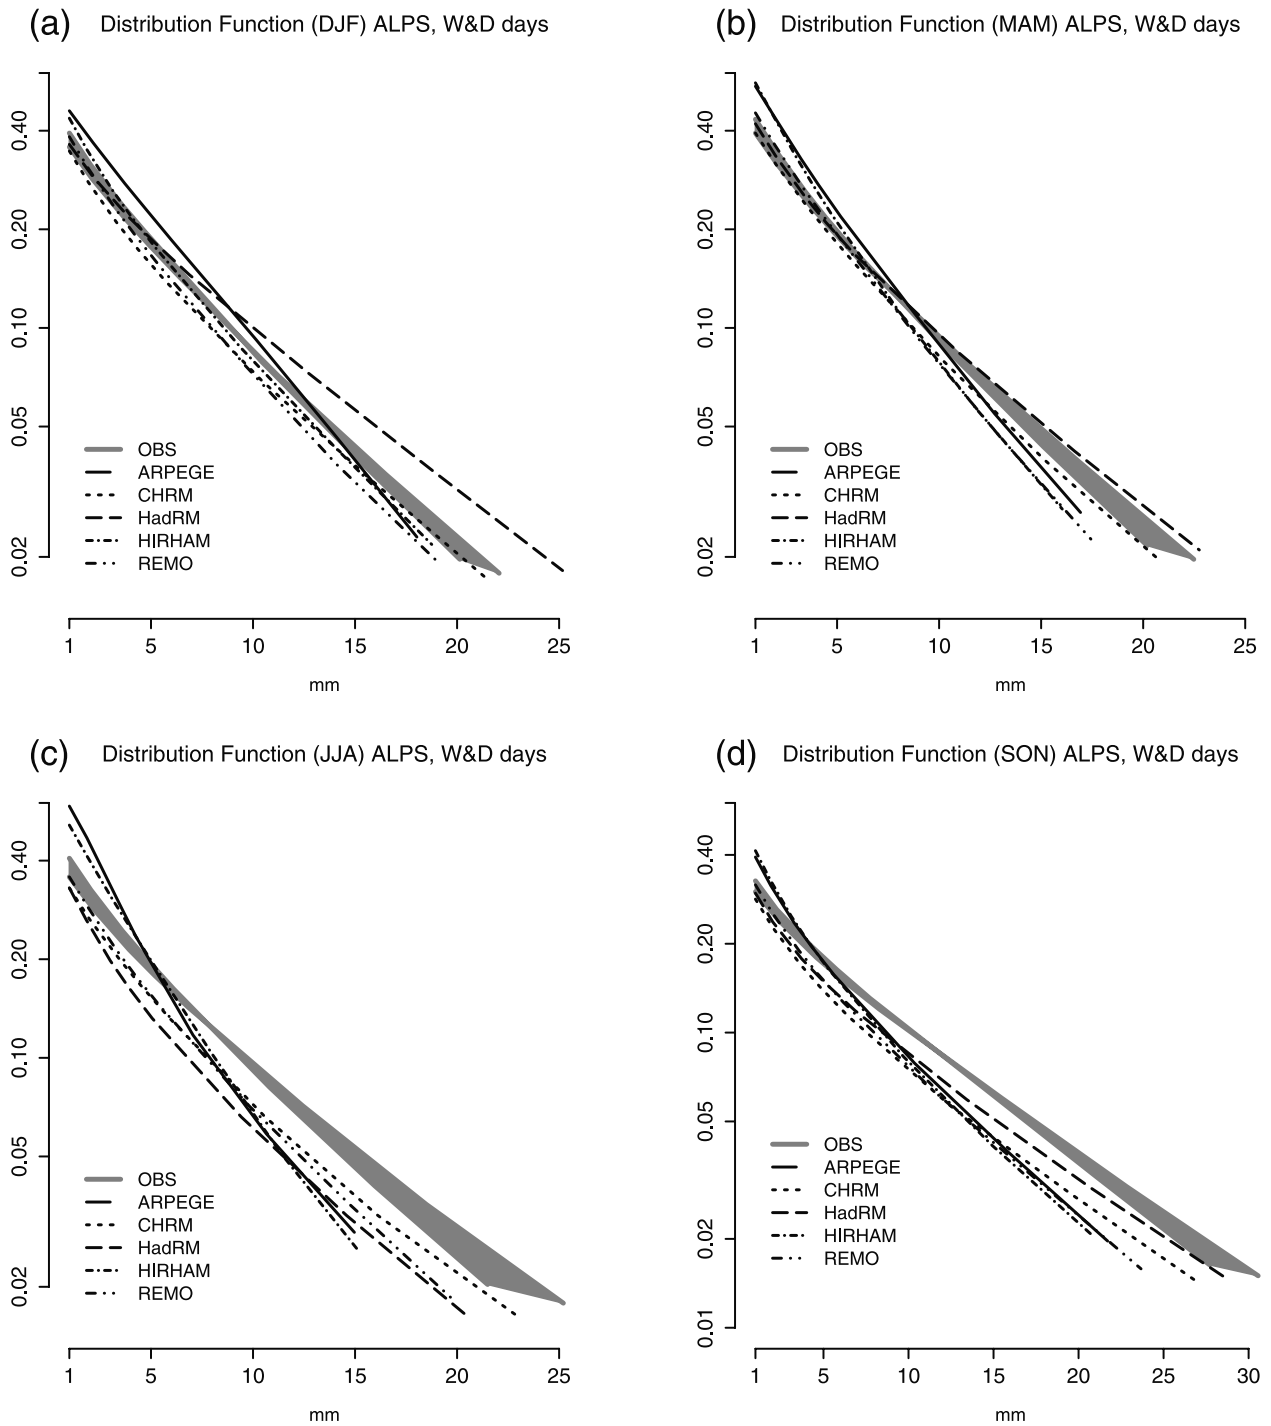 (a) Distribution Function (DJF) ALPS, W&D days
0.40
0.20
0.10
0.05
0.02
OBS
ARPEGE
CHRM
HadRM
HIRHAM
REMO
1 5 10 15 20 25
mm
(b) Distribution Function (MAM) ALPS, W&D days
0.40
0.20
0.10
0.05
0.02
OBS
ARPEGE
CHRM
HadRM
HIRHAM
REMO
1 5 10 15 20 25
mm
(c) Distribution Function (JJA) ALPS, W&D days
0.40
0.20
0.10
0.05
0.02
OBS
ARPEGE
CHRM
HadRM
HIRHAM
REMO
1 5 10 15 20 25
mm
(d) Distribution Function (SON) ALPS, W&D days
0.40
0.20
0.10
0.05
0.02
0.01
OBS
ARPEGE
CHRM
HadRM
HIRHAM
REMO
1 5 10 15 20 25 30
mm